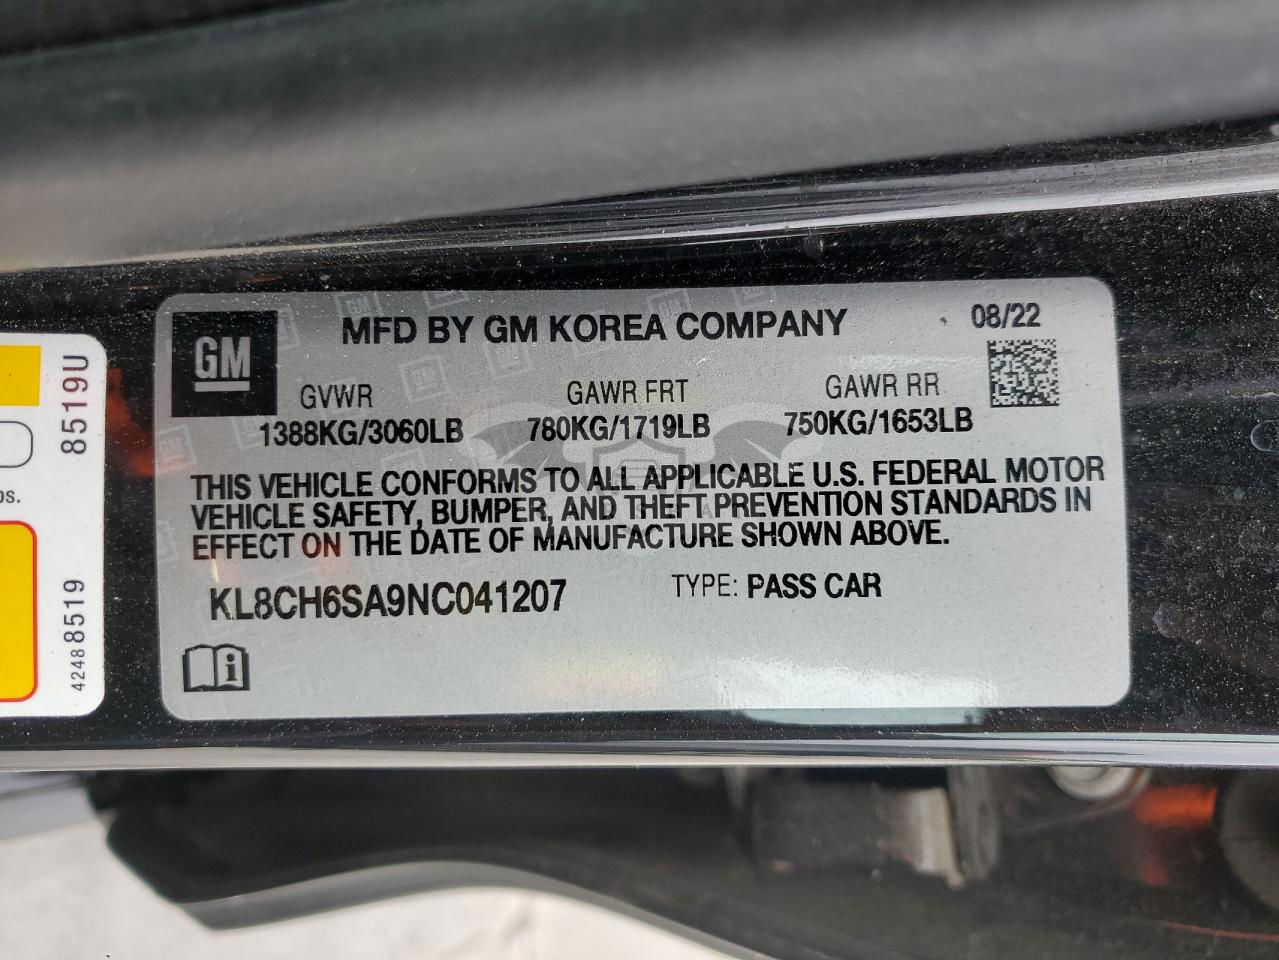 GM
MFD BY GM KOREA COMPANY
08/22
GVWR GAWR FRT GAWR RR
1388KG/3060LB 780KG/1719LB 750KG/1653LB
THIS VEHICLE CONFORMS TO ALL APPLICABLE U.S. FEDERAL MOTOR
VEHICLE SAFETY, BUMPER, AND THEFT PREVENTION STANDARDS IN
EFFECT ON THE DATE OF MANUFACTURE SHOWN ABOVE.
KL8CH6SA9NC041207 TYPE: PASS CAR
i
8519U
42488519